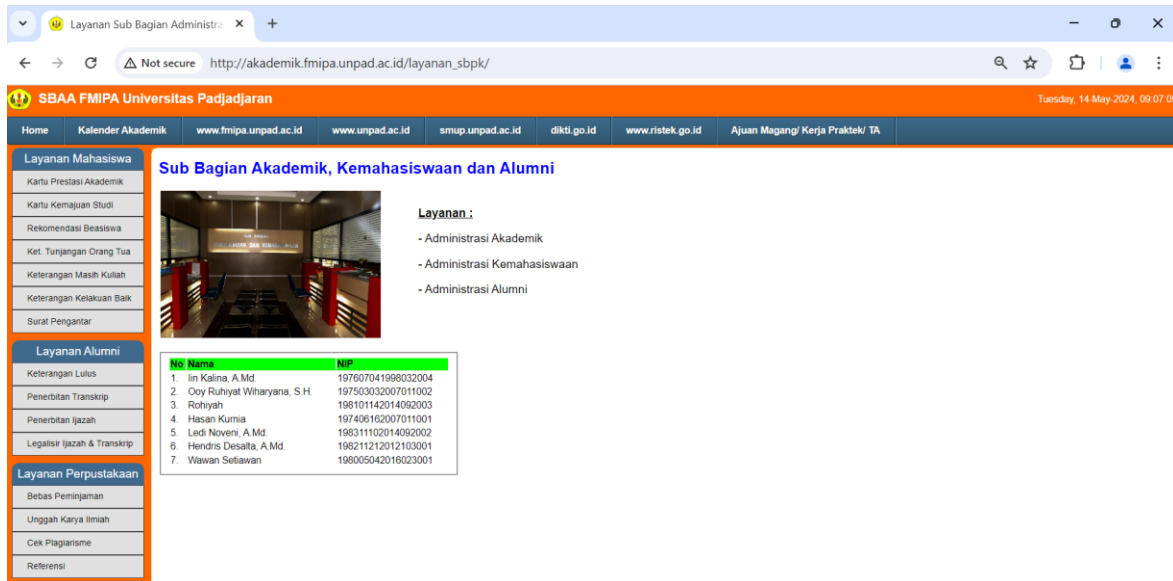 Layanan Sub Bagian Administra
Not secure http://akademik.fmipa.unpad.ac.id/layanan_sbpk/
SBAA FMIPA Universitas Padjadjaran
Tuesday, 14-May-2024, 09:07:0
Home Kalender Akademik www.fmipa.unpad.ac.id www.unpad.ac.id smup.unpad.ac.id dikti.go.id www.ristek.go.id Ajuan Magang/ Kerja Praktek/ TA
Layanan Mahasiswa
Kartu Prestasi Akademik
Kartu Kemajuan Studi
Rekomendasi Beasiswa
Ket. Tunjangan Orang Tua
Keterangan Masih Kuliah
Keterangan Kelakuan Baik
Surat Pengantar
Layanan Alumni
Keterangan Lulus
Penerbitan Transkrip
Penerbitan Ijazah
Legalisir Ijazah & Transkrip
Layanan Perpustakaan
Bebas Peminjaman
Unggah Karya Ilmiah
Cek Plagiarisme
Referensi
Sub Bagian Akademik, Kemahasiswaan dan Alumni
Layanan :
- Administrasi Akademik
- Administrasi Kemahasiswaan
- Administrasi Alumni
No Nama NIP
1. Iin Kalina, A.Md. 197607041998032004
2. Ooy Ruhiyat Wiharyana, S.H. 197503032007011002
3. Rohiyah 198101142014092003
4. Hasan Kurnia 197406162007011001
5. Ledi Noveni, A.Md. 198311102014092002
6. Hendris Desalta, A.Md. 198211212012103001
7. Wawan Setiawan 198005042016023001